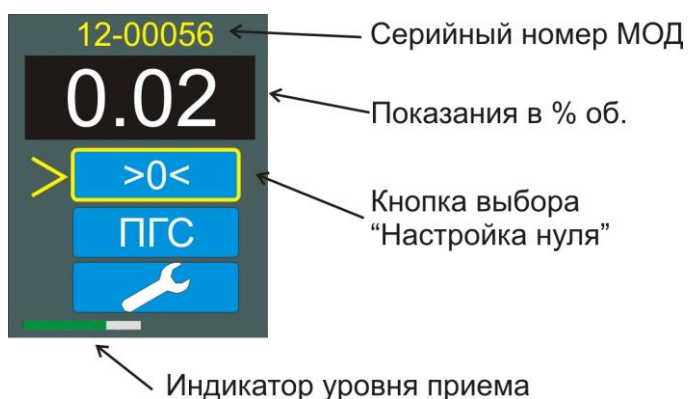 12-00056
Серийный номер МОД
0.02
Показания в % об.
>0<
Кнопка выбора
“Настройка нуля”
ПГС
Индикатор уровня приема